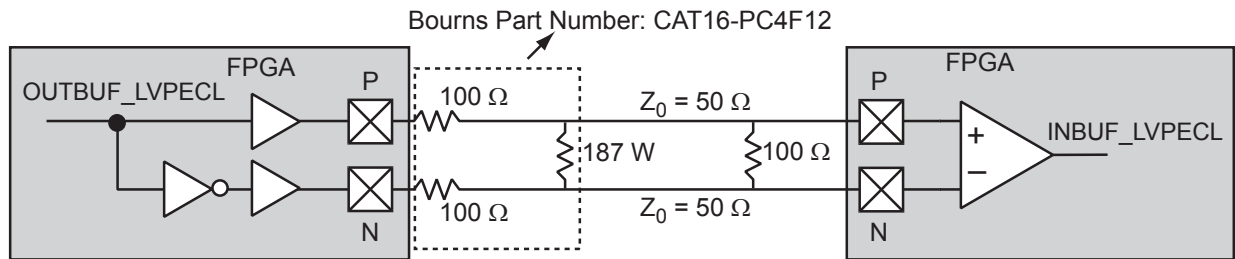 Bourns Part Number: CAT16-PC4F12
FPGA
OUTBUF_LVPECL
P
100 Ω
Z0 = 50 Ω
P
FPGA
187 W
100 Ω
+
−
INBUF_LVPECL
N
100 Ω
Z0 = 50 Ω
N